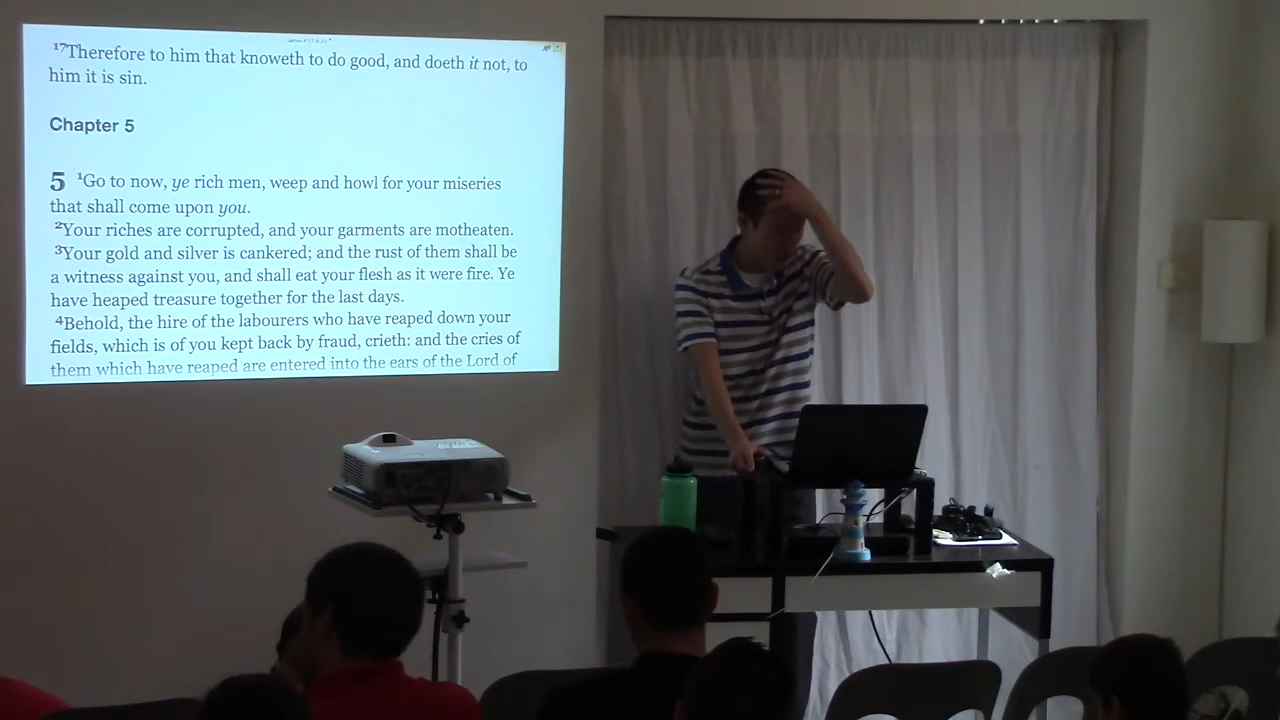 James 4:17 (KJV)
¹⁷Therefore to him that knoweth to do good, and doeth it not, to
him it is sin.
Chapter 5
5 ¹Go to now, ye rich men, weep and howl for your miseries
that shall come upon you.
²Your riches are corrupted, and your garments are motheaten.
³Your gold and silver is cankered; and the rust of them shall be
a witness against you, and shall eat your flesh as it were fire. Ye
have heaped treasure together for the last days.
⁴Behold, the hire of the labourers who have reaped down your
fields, which is of you kept back by fraud, crieth: and the cries of
them which have reaped are entered into the ears of the Lord of